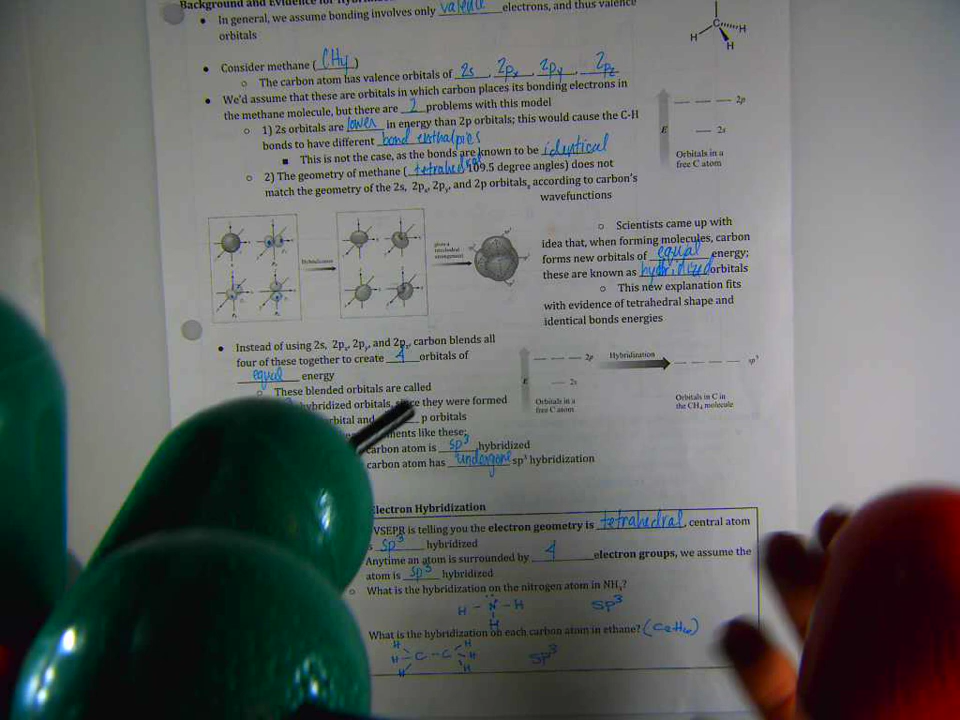 Background and Evidence for
In general, we assume bonding involves only valence electrons, and thus valence
orbitals
C H H H
Consider methane (CH4)
The carbon atom has valence orbitals of 2s, 2px, 2py, 2pz
We'd assume that these are orbitals in which carbon places its bonding electrons in
the methane molecule, but there are 2 problems with this model
1) 2s orbitals are lower in energy than 2p orbitals; this would cause the C-H
bonds to have different bond enthalpies
This is not the case, as the bonds are known to be identical
2) The geometry of methane (tetrahedral 109.5 degree angles) does not
match the geometry of the 2s, 2px, 2py, and 2p orbitals, according to carbon's
wavefunctions
2p
E 2s
Orbitals in a
free C atom
Hybridization
Scientists came up with
idea that, when forming molecules, carbon
forms new orbitals of equal energy;
these are known as hybridized orbitals
This new explanation fits
with evidence of tetrahedral shape and
identical bonds energies
Instead of using 2s, 2px, 2py, and 2pz, carbon blends all
four of these together to create 4 orbitals of
equal energy
These blended orbitals are called
hybridized orbitals, since they were formed
rbital and p orbitals
ments like these:
carbon atom is sp³ hybridized
carbon atom has undergone sp³ hybridization
2p Hybridization sp³
E 2s
Orbitals in a
free C atom
Orbitals in C in
the CH₄ molecule
Electron Hybridization
VSEPR is telling you the electron geometry is tetrahedral, central atom
sp³ hybridized
Anytime an atom is surrounded by 4 electron groups, we assume the
atom is sp³ hybridized
What is the hybridization on the nitrogen atom in NH₃?
H - N - H sp³
H
What is the hybridization on each carbon atom in ethane? (C2H6)
H H
H - C - C - H sp³
H H